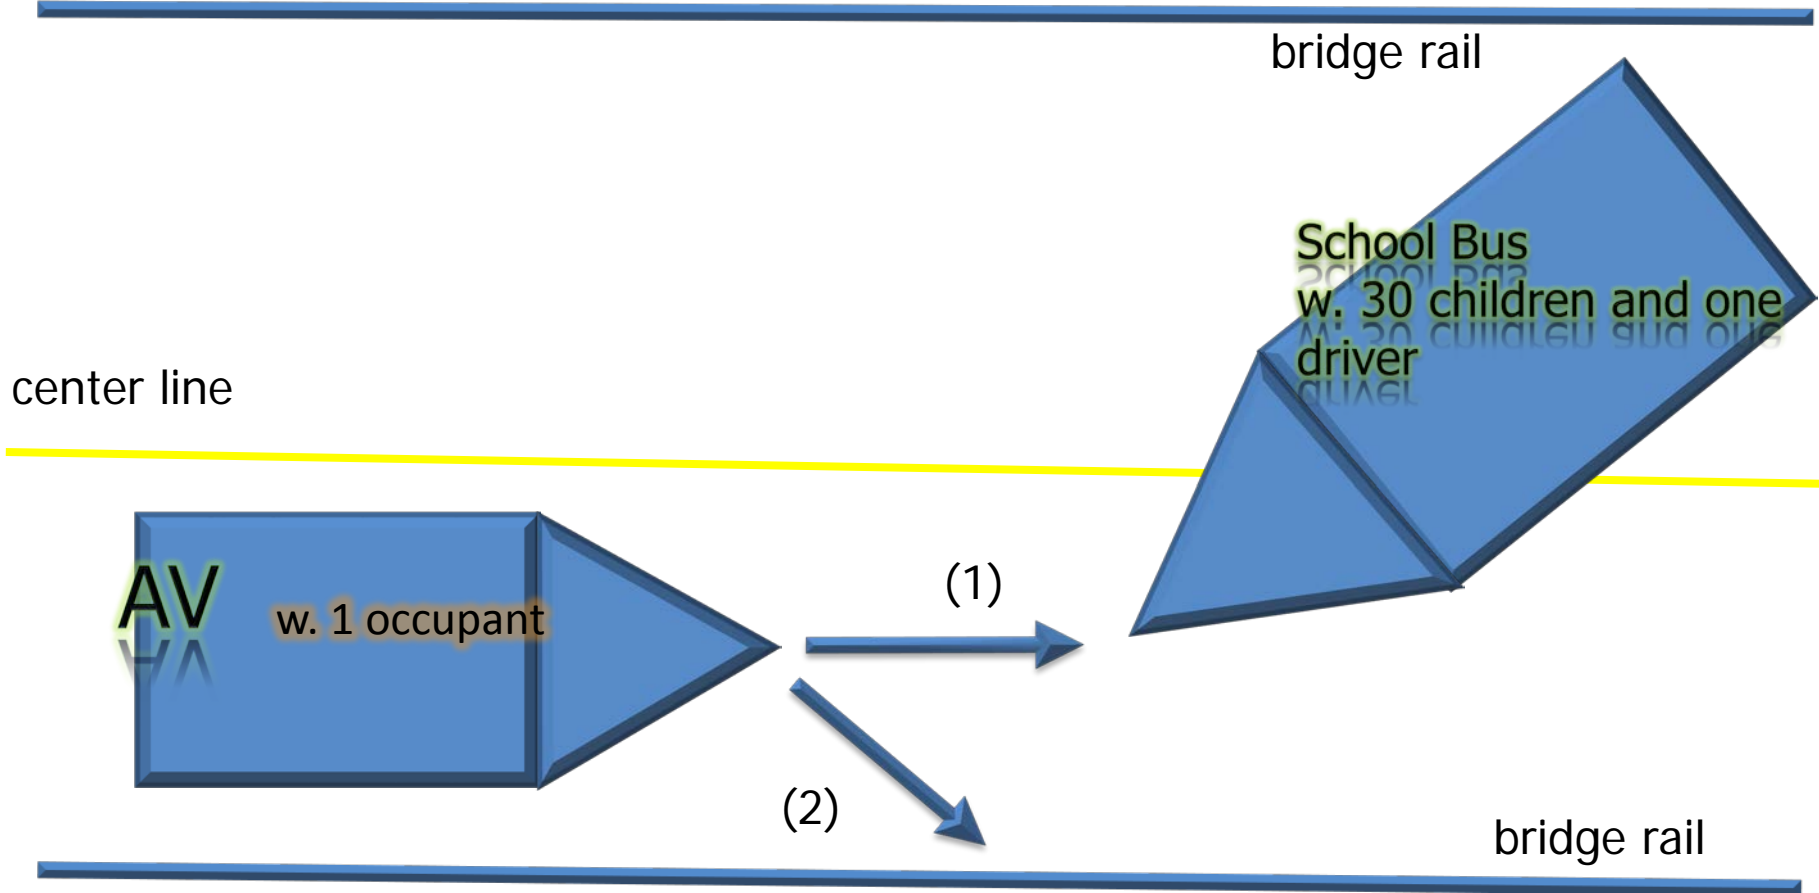 bridge rail
School Bus
w. 30 children and one
driver
center line
AV
w. 1 occupant
(1)
(2)
bridge rail